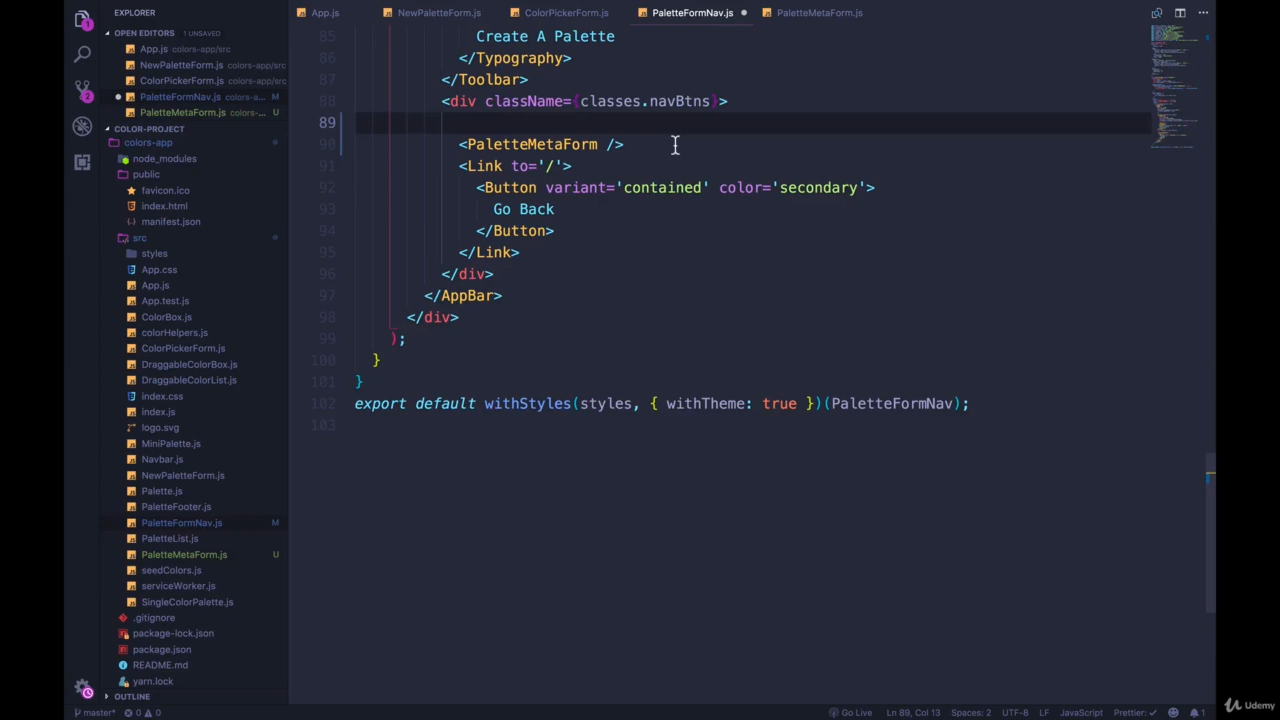 EXPLORER
OPEN EDITORS 1 UNSAVED
App.js colors-app/src
NewPaletteForm.js colors-app/src
ColorPickerForm.js colors-app/src
PaletteFormNav.js colors-a... M
PaletteMetaForm.js colors-ap... U
COLOR-PROJECT
colors-app
node_modules
public
favicon.ico
index.html
manifest.json
src
styles
App.css
App.js
App.test.js
ColorBox.js
colorHelpers.js
ColorPickerForm.js
DraggableColorBox.js
DraggableColorList.js
index.css
index.js
logo.svg
MiniPalette.js
Navbar.js
NewPaletteForm.js
Palette.js
PaletteFooter.js
PaletteFormNav.js M
PaletteList.js
PaletteMetaForm.js U
seedColors.js
serviceWorker.js
SingleColorPalette.js
.gitignore
package-lock.json
package.json
README.md
yarn.lock
OUTLINE
App.js NewPaletteForm.js ColorPickerForm.js PaletteFormNav.js PaletteMetaForm.js
85 Create A Palette
86 </Typography>
87 </Toolbar>
88 <div className={classes.navBtns}>
89
90 <PaletteMetaForm />
91 <Link to='/'>
92 <Button variant='contained' color='secondary'>
93 Go Back
94 </Button>
95 </Link>
96 </div>
97 </AppBar>
98 </div>
99 );
100 }
101 }
102 export default withStyles(styles, { withTheme: true })(PaletteFormNav);
103
master* 0 0 Go Live Ln 89, Col 13 Spaces: 2 UTF-8 LF JavaScript Prettier: ✓ 1
Udemy